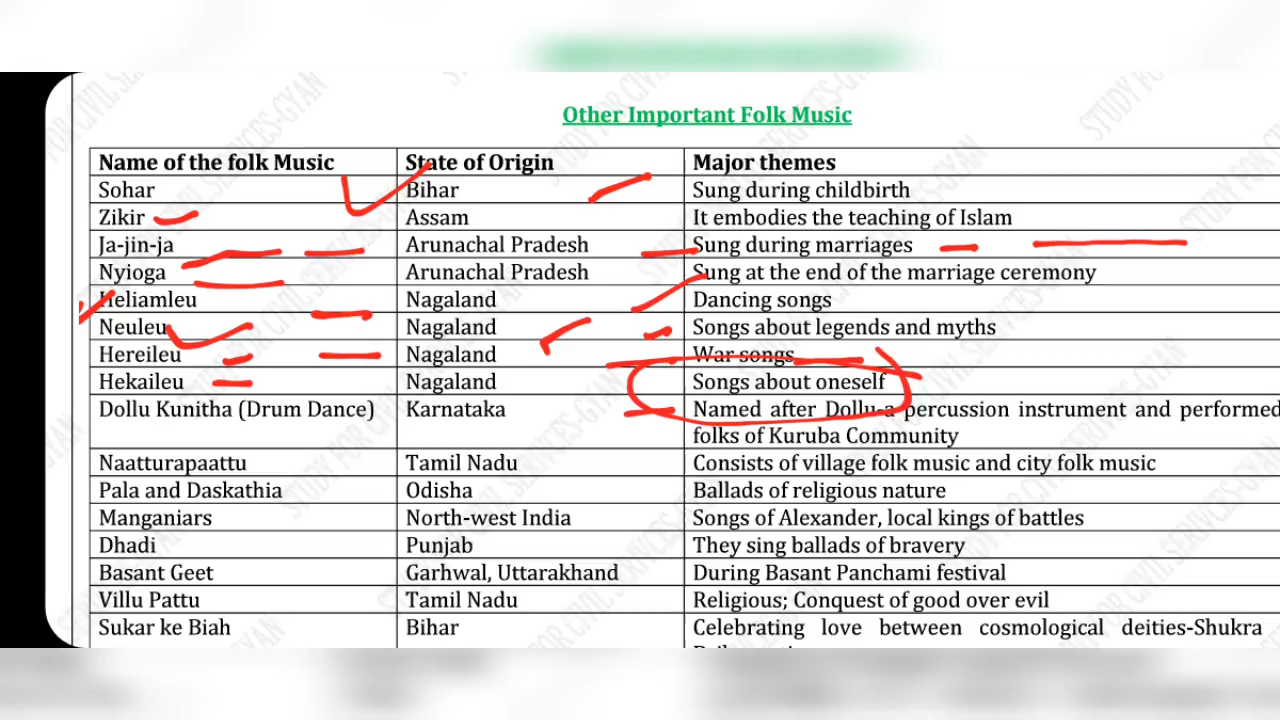 Other Important Folk Music
Name of the folk Music State of Origin Major themes
Sohar Bihar Sung during childbirth
Zikir Assam It embodies the teaching of Islam
Ja-jin-ja Arunachal Pradesh Sung during marriages
Nyioga Arunachal Pradesh Sung at the end of the marriage ceremony
Heliamleu Nagaland Dancing songs
Neuleu Nagaland Songs about legends and myths
Hereileu Nagaland War songs
Hekaileu Nagaland Songs about oneself
Dollu Kunitha (Drum Dance) Karnataka Named after Dollu-a percussion instrument and performed
folks of Kuruba Community
Naatturapaattu Tamil Nadu Consists of village folk music and city folk music
Pala and Daskathia Odisha Ballads of religious nature
Manganiars North-west India Songs of Alexander, local kings of battles
Dhadi Punjab They sing ballads of bravery
Basant Geet Garhwal, Uttarakhand During Basant Panchami festival
Villu Pattu Tamil Nadu Religious; Conquest of good over evil
Sukar ke Biah Bihar Celebrating love between cosmological deities-Shukra